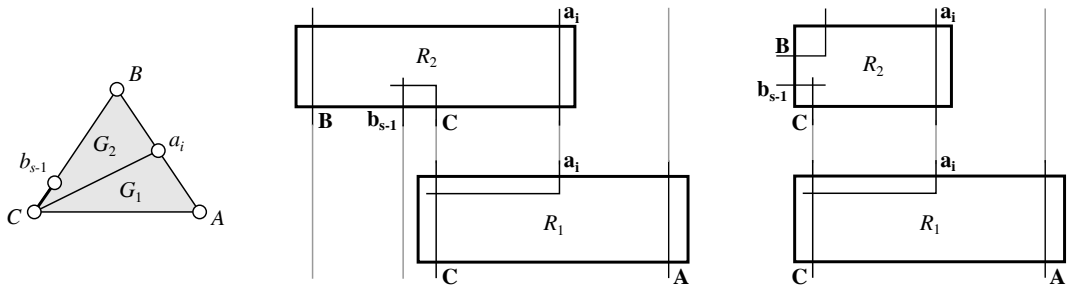 B
a_i
b_{s-1}
G_2
G_1
C
A
a_i
R_2
B
b_{s-1}
C
a_i
R_1
C
A
a_i
B
R_2
b_{s-1}
C
a_i
R_1
C
A